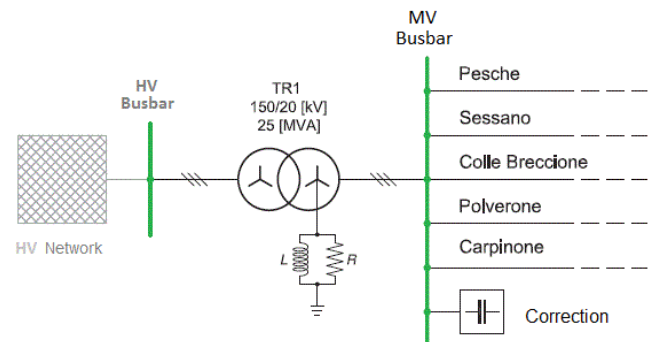 MV
Busbar
HV
Busbar
TR1
150/20 [kV]
25 [MVA]
Pesche
Sessano
Colle Breccione
Polverone
Carpinone
HV Network
L
R
Correction